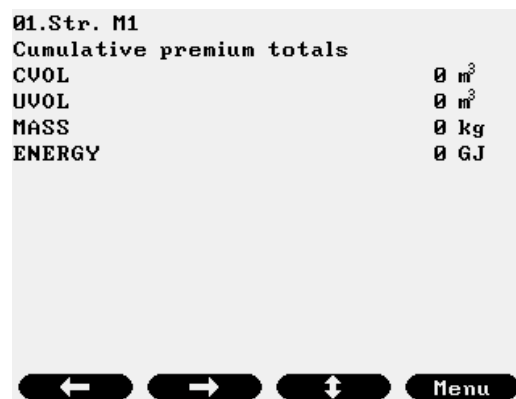 01.Str. M1
Cumulative premium totals
CVOL 0 m³
UVOL 0 m³
MASS 0 kg
ENERGY 0 GJ
← → ↕ Menu